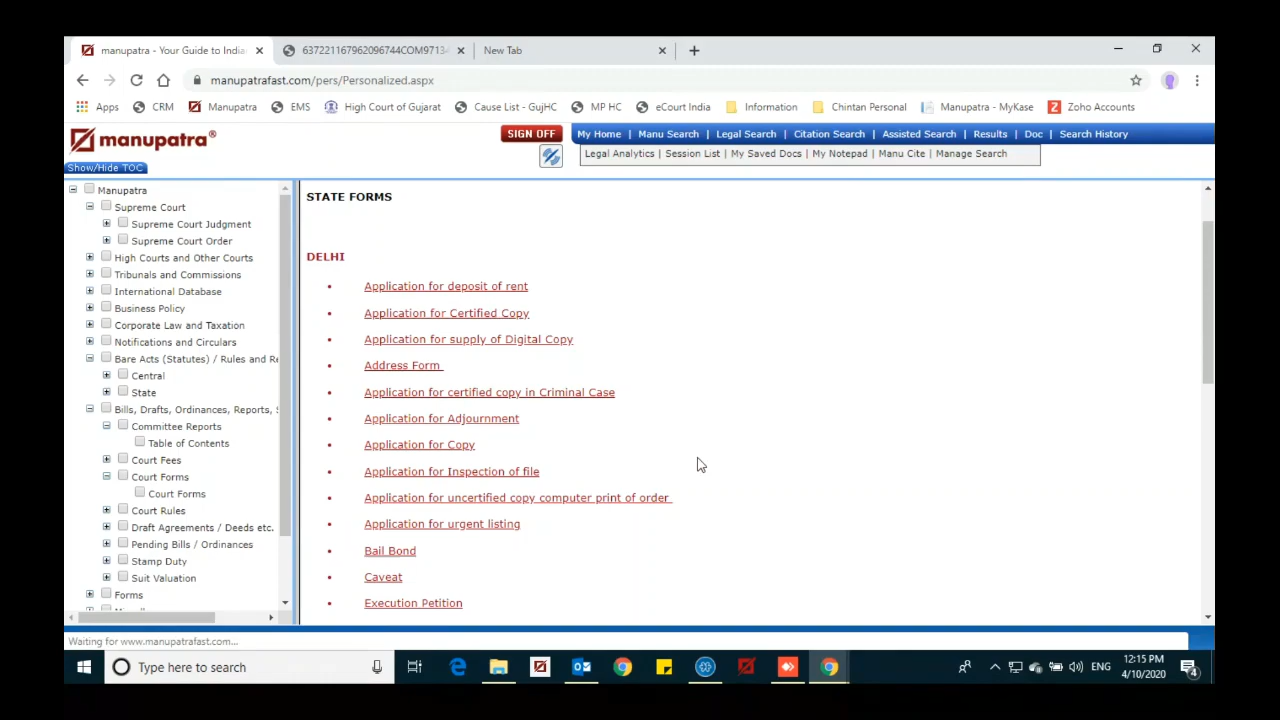 manupatra - Your Guide to India
637221167962096744COM9713
New Tab
manupatrafast.com/pers/Personalized.aspx
Apps CRM Manupatra EMS High Court of Gujarat Cause List - GujHC MP HC eCourt India Information Chintan Personal Manupatra - MyKase Zoho Accounts
manupatra®
SIGN OFF
My Home | Manu Search | Legal Search | Citation Search | Assisted Search | Results | Doc | Search History
Legal Analytics | Session List | My Saved Docs | My Notepad | Manu Cite | Manage Search
Show/Hide TOC
Manupatra
Supreme Court
Supreme Court Judgment
Supreme Court Order
High Courts and Other Courts
Tribunals and Commissions
International Database
Business Policy
Corporate Law and Taxation
Notifications and Circulars
Bare Acts (Statutes) / Rules and Re
Central
State
Bills, Drafts, Ordinances, Reports,
Committee Reports
Table of Contents
Court Fees
Court Forms
Court Forms
Court Rules
Draft Agreements / Deeds etc.
Pending Bills / Ordinances
Stamp Duty
Suit Valuation
Forms
STATE FORMS
DELHI
• Application for deposit of rent
• Application for Certified Copy
• Application for supply of Digital Copy
• Address Form
• Application for certified copy in Criminal Case
• Application for Adjournment
• Application for Copy
• Application for Inspection of file
• Application for uncertified copy computer print of order
• Application for urgent listing
• Bail Bond
• Caveat
• Execution Petition
Waiting for www.manupatrafast.com...
Type here to search
ENG
12:15 PM
4/10/2020
4